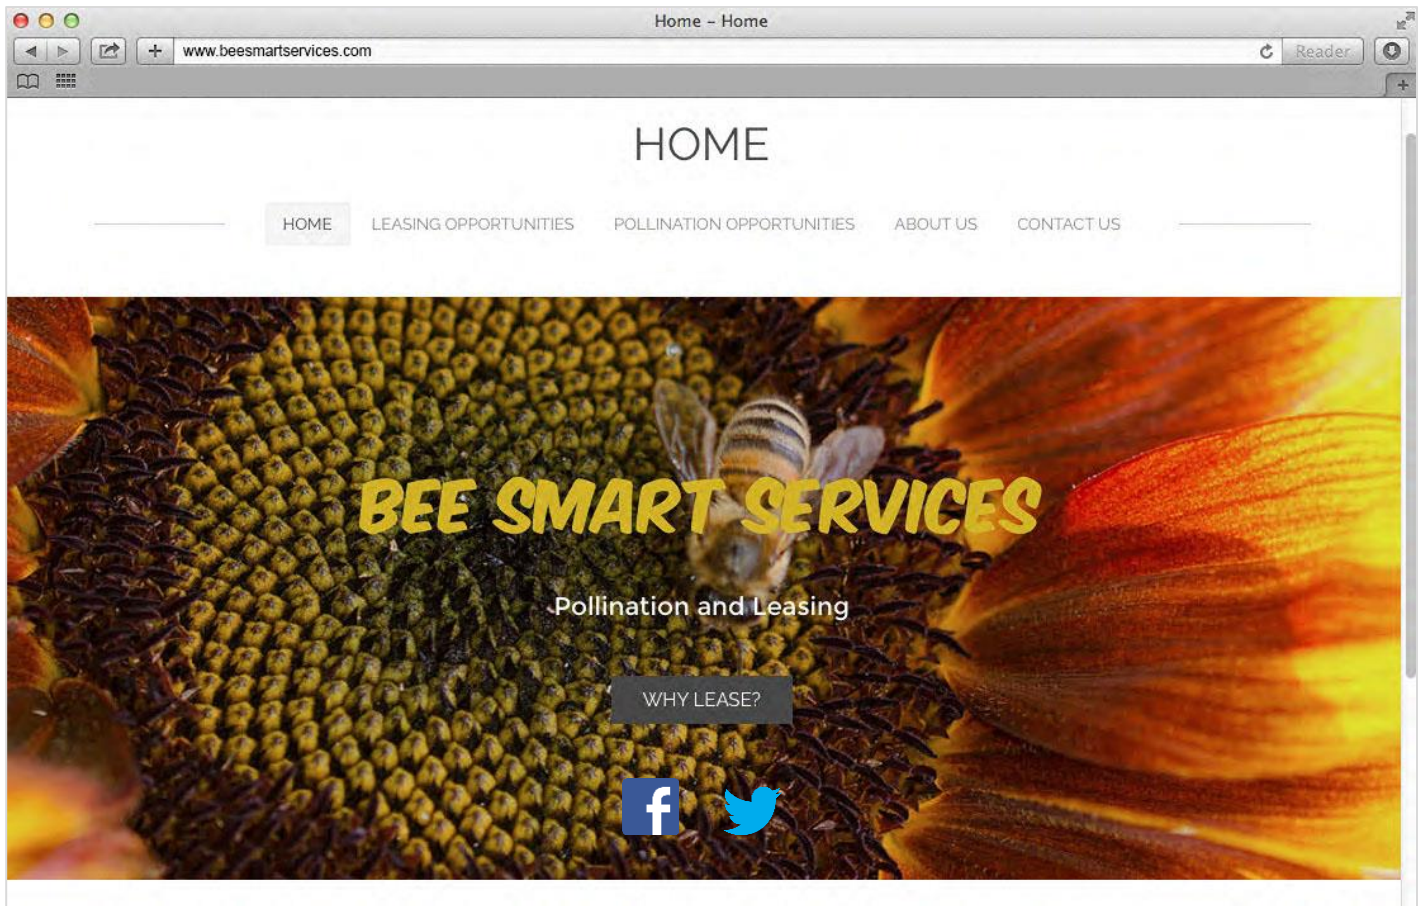 Home – Home
www.beesmartservices.com
Reader
HOME
HOME LEASING OPPORTUNITIES POLLINATION OPPORTUNITIES ABOUT US CONTACT US
BEE SMART SERVICES
Pollination and Leasing
WHY LEASE?